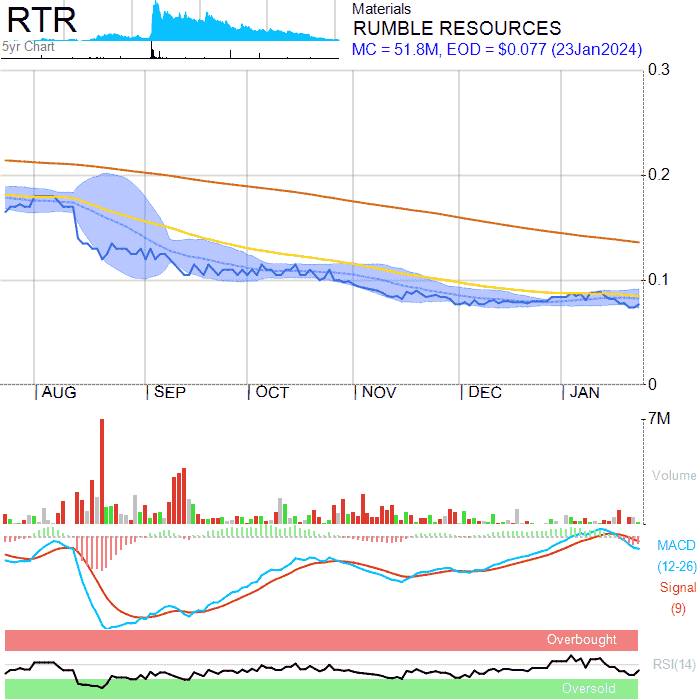 RTR
5yr Chart
Materials
RUMBLE RESOURCES
MC = 51.8M, EOD = $0.077 (23Jan2024)
0.3
0.2
0.1
0
AUG SEP OCT NOV DEC JAN
7M
Volume
MACD
(12-26)
Signal
(9)
Overbought
RSI(14)
Oversold